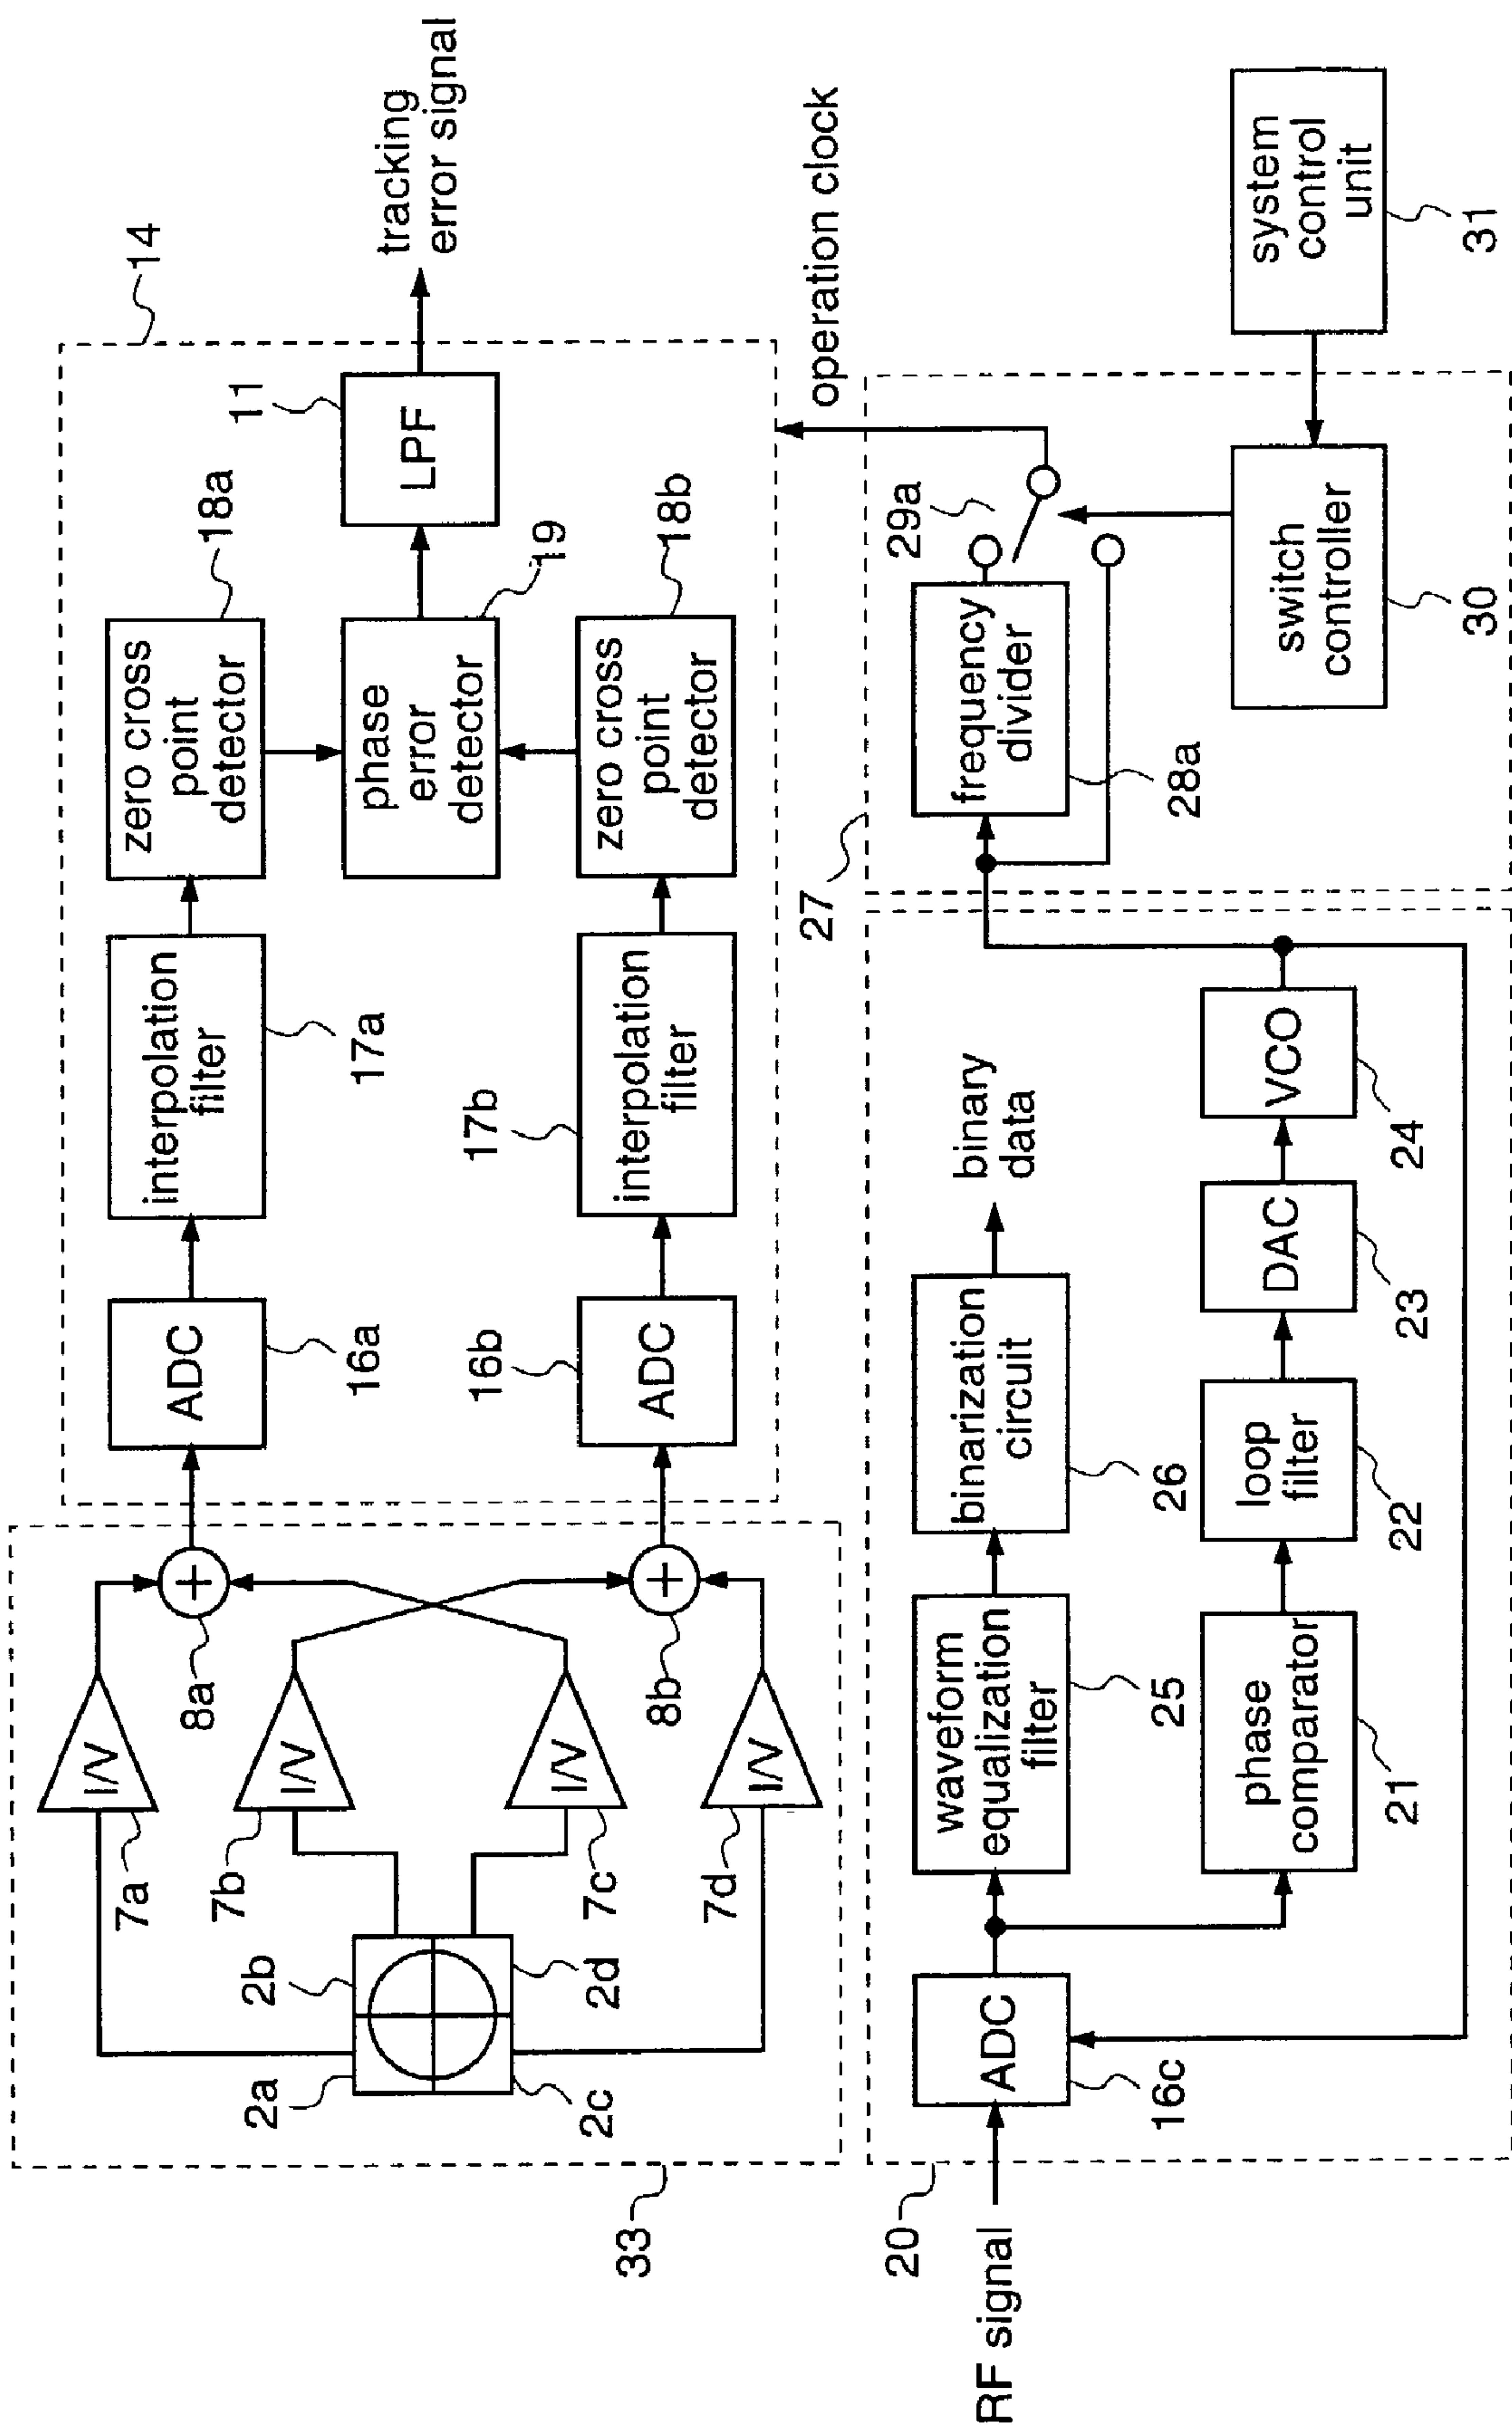 33
2a
2b
2c
2d
7a
I/V
7b
I/V
7c
I/V
7d
I/V
8a
+
8b
+
14
ADC
16a
interpolation
filter
17a
zero cross
point
detector
18a
phase
error
detector
19
LPF
11
tracking
error signal
ADC
16b
interpolation
filter
17b
zero cross
point
detector
18b
operation clock
20
RF signal
ADC
16c
waveform
equalization
filter
25
binarization
circuit
26
binary
data
phase
comparator
21
loop
filter
22
DAC
23
VCO
24
27
frequency
divider
28a
29a
switch
controller
30
system
control
unit
31